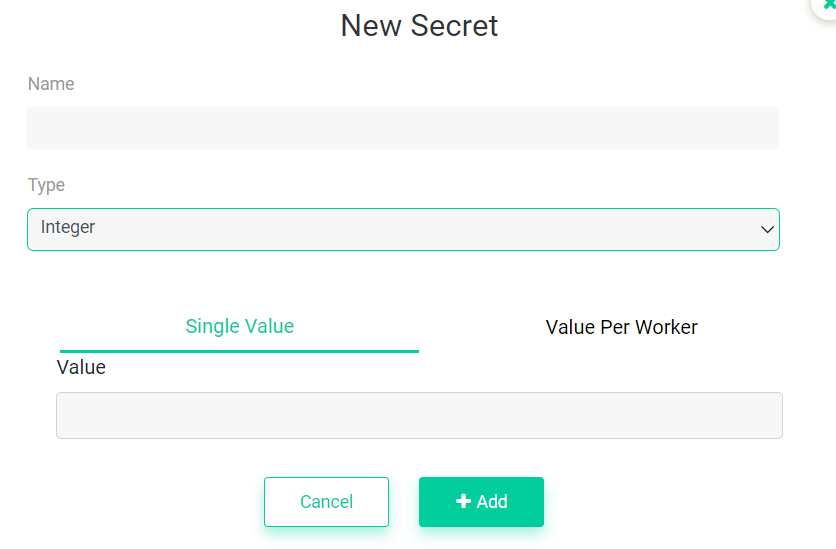 New Secret
Name
Type
Integer
Single Value
Value Per Worker
Value
Cancel
Add